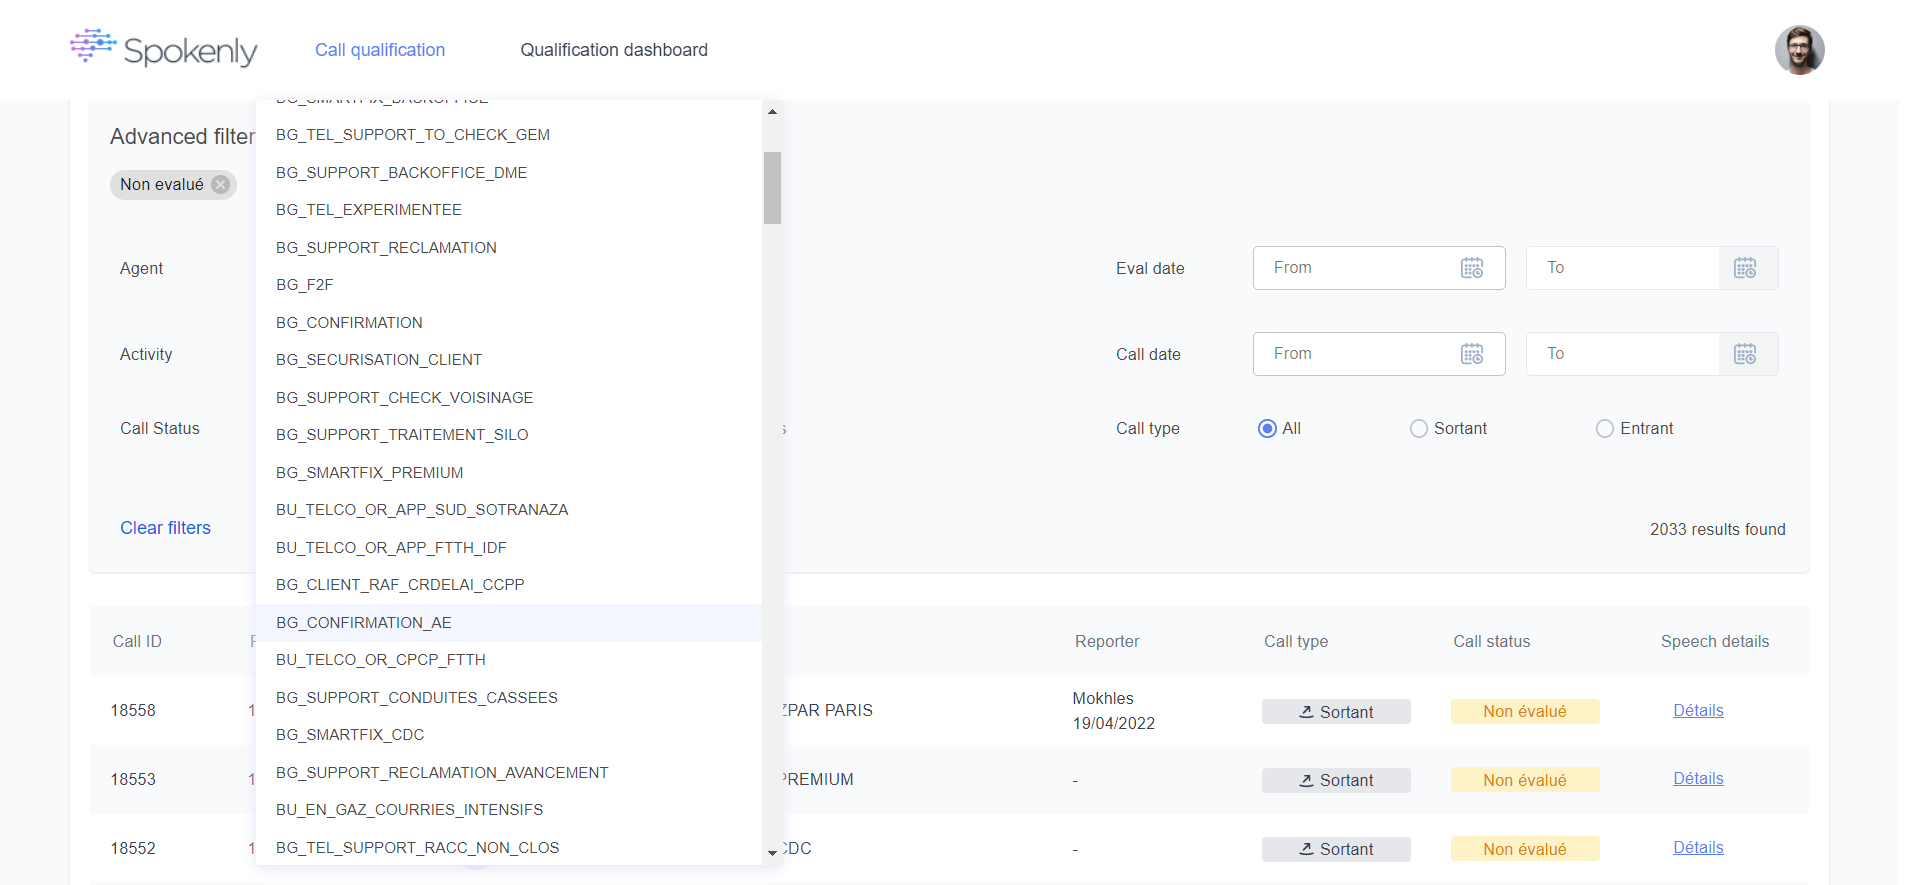 Spokenly
Call qualification
Qualification dashboard
BG_SMARTFIX_BACKOFFICE
Advanced filter
BG_TEL_SUPPORT_TO_CHECK_GEM
Non evalué
BG_SUPPORT_BACKOFFICE_DME
BG_TEL_EXPERIMENTEE
BG_SUPPORT_RECLAMATION
Agent
Eval date
From
To
BG_F2F
BG_CONFIRMATION
Activity
BG_SECURISATION_CLIENT
Call date
From
To
BG_SUPPORT_CHECK_VOISINAGE
Call Status
BG_SUPPORT_TRAITEMENT_SILO
s
Call type
All
Sortant
Entrant
BG_SMARTFIX_PREMIUM
BU_TELCO_OR_APP_SUD_SOTRANAZA
Clear filters
2033 results found
BU_TELCO_OR_APP_FTTH_IDF
BG_CLIENT_RAF_CRDELAI_CCPP
BG_CONFIRMATION_AE
Call ID
Reporter
Call type
Call status
Speech details
BU_TELCO_OR_CPCP_FTTH
BG_SUPPORT_CONDUITES_CASSEES
18558
1
ZPAR PARIS
Mokhles
19/04/2022
Sortant
Non évalué
Détails
BG_SMARTFIX_CDC
BG_SUPPORT_RECLAMATION_AVANCEMENT
18553
1
PREMIUM
-
Sortant
Non évalué
Détails
BU_EN_GAZ_COURRIES_INTENSIFS
BG_TEL_SUPPORT_RACC_NON_CLOS
18552
1
CDC
-
Sortant
Non évalué
Détails